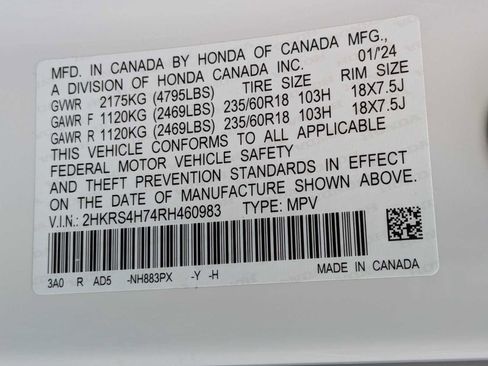 MFD. IN CANADA BY HONDA OF CANADA MFG.,
A DIVISION OF HONDA CANADA INC. 01/'24
GVWR 2175KG (4795LBS) TIRE SIZE RIM SIZE
GAWR F 1120KG (2469LBS) 235/60R18 103H 18X7.5J
GAWR R 1120KG (2469LBS) 235/60R18 103H 18X7.5J
THIS VEHICLE CONFORMS TO ALL APPLICABLE
FEDERAL MOTOR VEHICLE SAFETY
AND THEFT PREVENTION STANDARDS IN EFFECT
ON THE DATE OF MANUFACTURE SHOWN ABOVE.
V.I.N.: 2HKRS4H74RH460983 TYPE: MPV
3A0 R AD5 -NH883PX -Y -H MADE IN CANADA